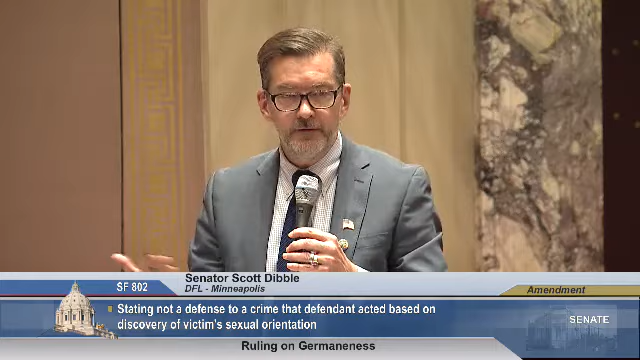 SF 802
Senator Scott Dibble
DFL - Minneapolis
Amendment
Stating not a defense to a crime that defendant acted based on
discovery of victim's sexual orientation
SENATE
Ruling on Germaneness